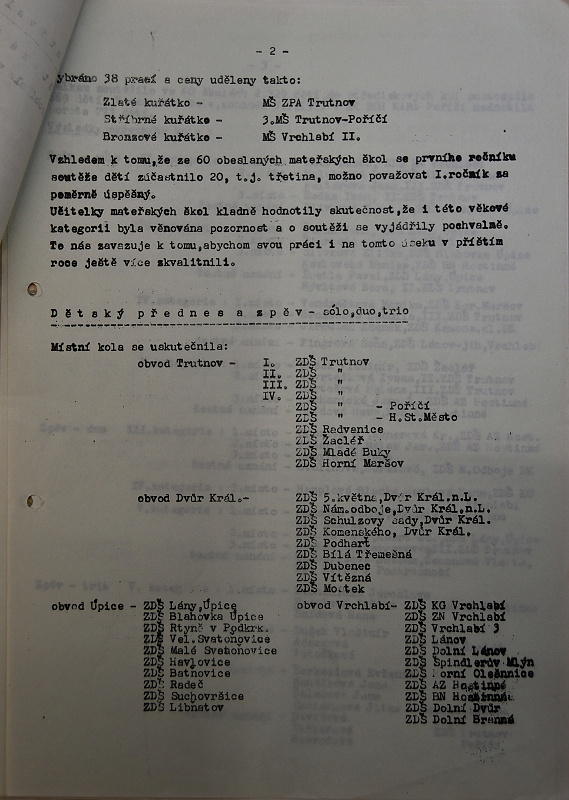 - 2 -
ybráno 38 prací a ceny uděleny takto:
Zlaté kuřátko - MŠ ZPA Trutnov
Stříbrné kuřátko - 3.MŠ Trutnov-Poříčí
Bronzové kuřátko - MŠ Vrchlabí II.
Vzhledem k tomu,že ze 60 obeslaných mateřských škol se prvního ročníku
soutěže dětí zúčastnilo 20, t.j. třetina, možno považovat I.ročník za
poměrně úspěšný.
Učitelky mateřských škol kladně hodnotily skutečnost,že i této věkové
kategorii byla věnována pozornost a o soutěži se vyjádřily pochvalně.
To nás zavazuje k tomu,abychom svou práci i na tomto úseku v příštím
roce ještě více zkvalitnili.
Dětský přednes a zpěv - sólo,duo,trio
Místní kola se uskutečnila:
obvod Trutnov - I. ZDŠ Trutnov
II. ZDŠ "
III. ZDŠ "
IV. ZDŠ "
ZDŠ " - Poříčí
ZDŠ " - H.St.Město
ZDŠ Radvenice
ZDŠ Žacléř
ZDŠ Mladé Buky
ZDŠ Horní Maršov
obvod Dvůr Král.- ZDŠ 5.května,Dvůr Král.n.L.
ZDŠ Nám.odboje,Dvůr Král.n.L.
ZDŠ Schulzovy sady,Dvůr Král.
ZDŠ Komenského, Dvůr Král.
ZDŠ Podhart
ZDŠ Bílá Třemešná
ZDŠ Dubenec
ZDŠ Vítězná
ZDŠ Mostek
obvod Úpice - ZDŠ Lány,Úpice
ZDŠ Blahovka Úpice
ZDŠ Rtyně v Podkrk.
ZDŠ Vel.Svatonovice
ZDŠ Malé Svatonovice
ZDŠ Havlovice
ZDŠ Batnovice
ZDŠ Radeč
ZDŠ Suchovršice
ZDŠ Libnatov
obvod Vrchlabí- ZDŠ KG Vrchlabí
ZDŠ ZN Vrchlabí
ZDŠ Vrchlabí 3
ZDŠ Lánov
ZDŠ Dolní Lánov
ZDŠ Špindlerův Mlýn
ZDŠ Horní Olešnice
ZDŠ AZ Hostinné
ZDŠ BN Hostinné
ZDŠ Dolní Dvůr
ZDŠ Dolní Branná